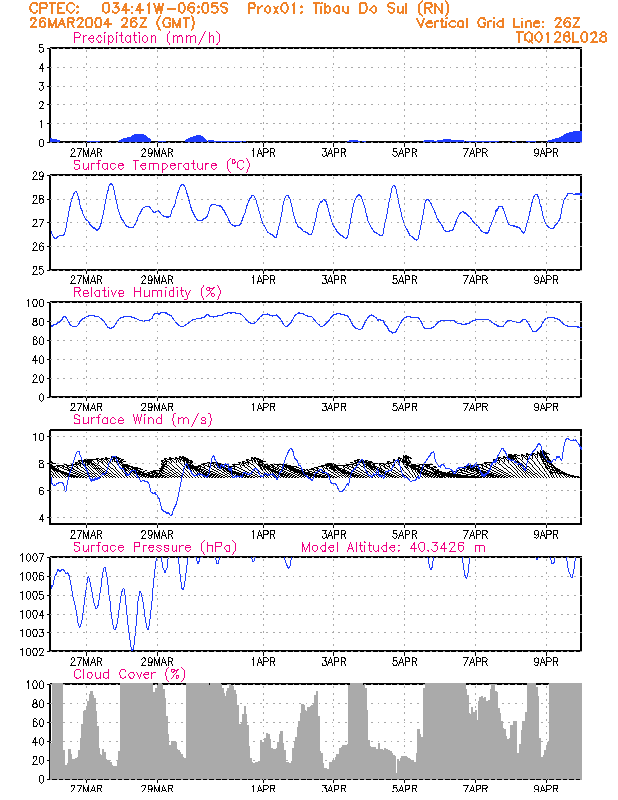 CPTEC: 034:41W-06:05S Prox01: Tibau Do Sul (RN)
26MAR2004 26Z (GMT) Vertical Grid Line: 26Z
Precipitation (mm/h) TQ0126L028
5
4
3
2
1
0
27MAR 29MAR 1APR 3APR 5APR 7APR 9APR
Surface Temperature (°C)
29
28
27
26
25
27MAR 29MAR 1APR 3APR 5APR 7APR 9APR
Relative Humidity (%)
100
80
60
40
20
0
27MAR 29MAR 1APR 3APR 5APR 7APR 9APR
Surface Wind (m/s)
10
8
6
4
27MAR 29MAR 1APR 3APR 5APR 7APR 9APR
Surface Pressure (hPa) Model Altitude: 40.3426 m
1007
1006
1005
1004
1003
1002
27MAR 29MAR 1APR 3APR 5APR 7APR 9APR
Cloud Cover (%)
100
80
60
40
20
0
27MAR 29MAR 1APR 3APR 5APR 7APR 9APR